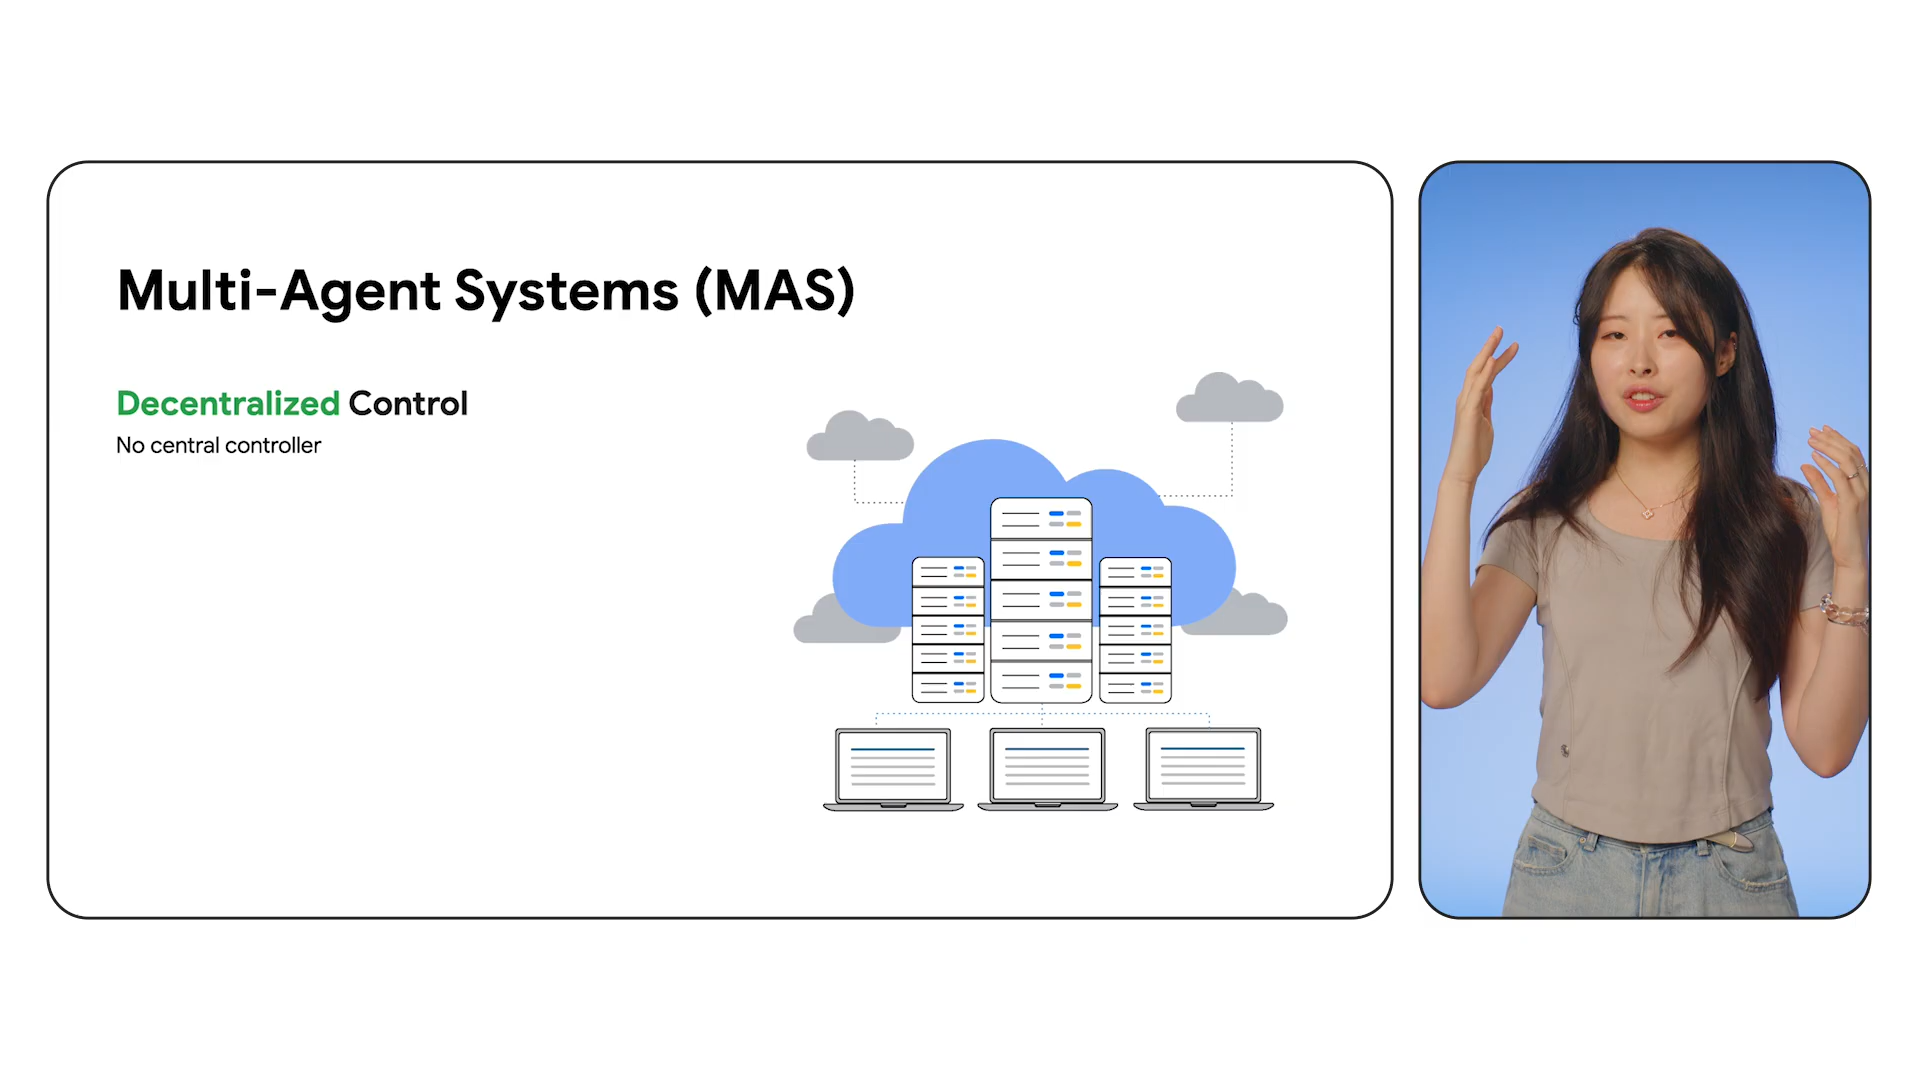 Multi-Agent Systems (MAS)
Decentralized Control
No central controller